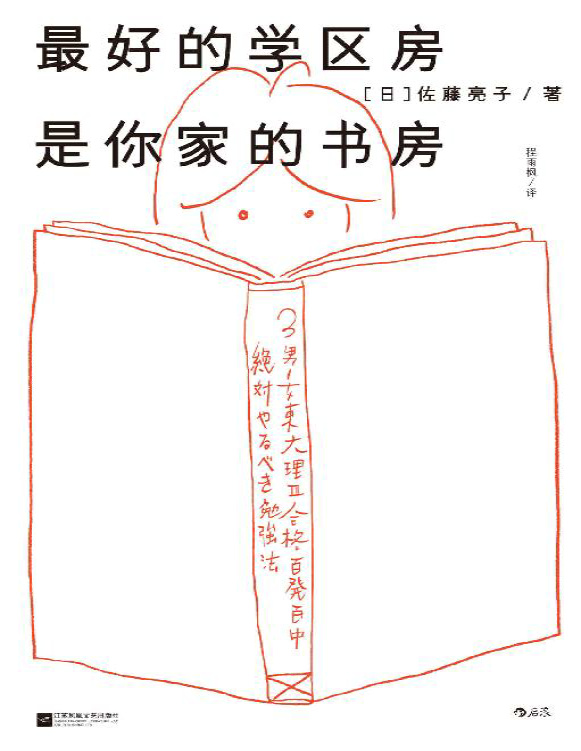 最好的学区房
[日]佐藤亮子/著
是你家的书房
程雨枫/译
3男1女東大理Ⅲ合格百発百中
絶対やるべき勉強法
江苏凤凰文艺出版社
后浪